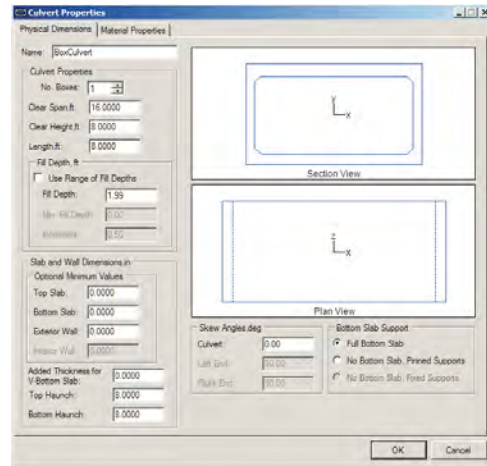 Culvert Properties
Physical Dimensions
Material Properties
Name: BoxCulvert
Culvert Properties
No. Boxes: 1
Clear Span.ft: 16.0000
Clear Height.ft: 8.0000
Length.ft: 8.0000
Fill Depth, ft
Use Range of Fill Depths
Fill Depth: 1.99
Min Fill Depth: 0.00
Increment: 0.50
Slab and Wall Dimensions.in
Optional Minimum Values
Top Slab: 0.0000
Bottom Slab: 0.0000
Exterior Wall: 0.0000
Interior Wall: 0.0000
Added Thickness for
V-Bottom Slab: 0.0000
Top Haunch: 8.0000
Bottom Haunch: 8.0000
Y
X
Section View
Z
X
Plan View
Skew Angles.deg
Culvert: 0.00
Left End:
Right End:
Bottom Slab Support
Full Bottom Slab
No Bottom Slab, Pinned Supports
No Bottom Slab, Fixed Supports
OK
Cancel